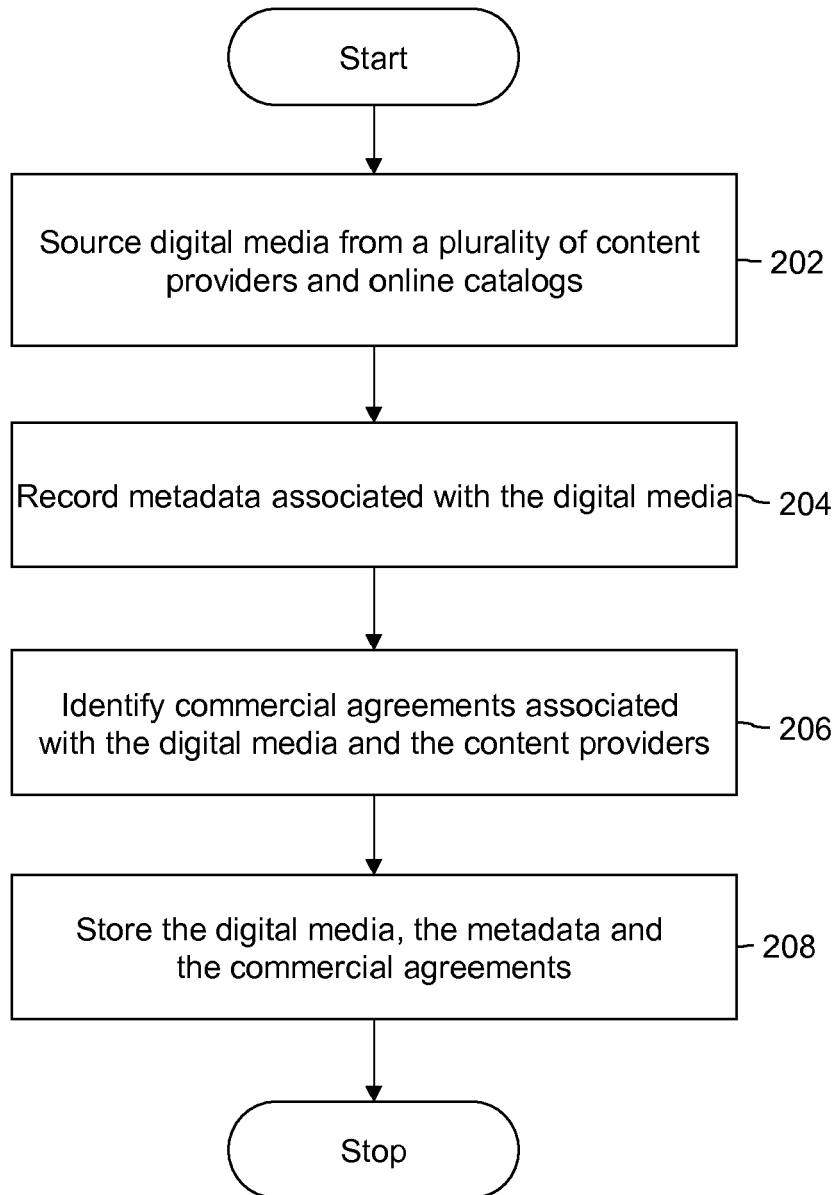 Start
Source digital media from a plurality of content
providers and online catalogs
202
Record metadata associated with the digital media
204
Identify commercial agreements associated
with the digital media and the content providers
206
Store the digital media, the metadata and
the commercial agreements
208
Stop